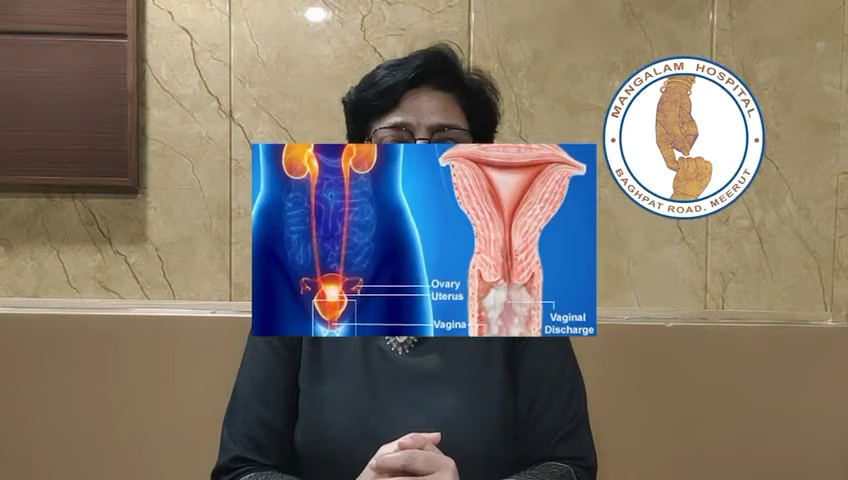 MANGALAM HOSPITAL
BAGHPAT ROAD, MEERUT
Ovary
Uterus
Vagina
Vaginal
Discharge